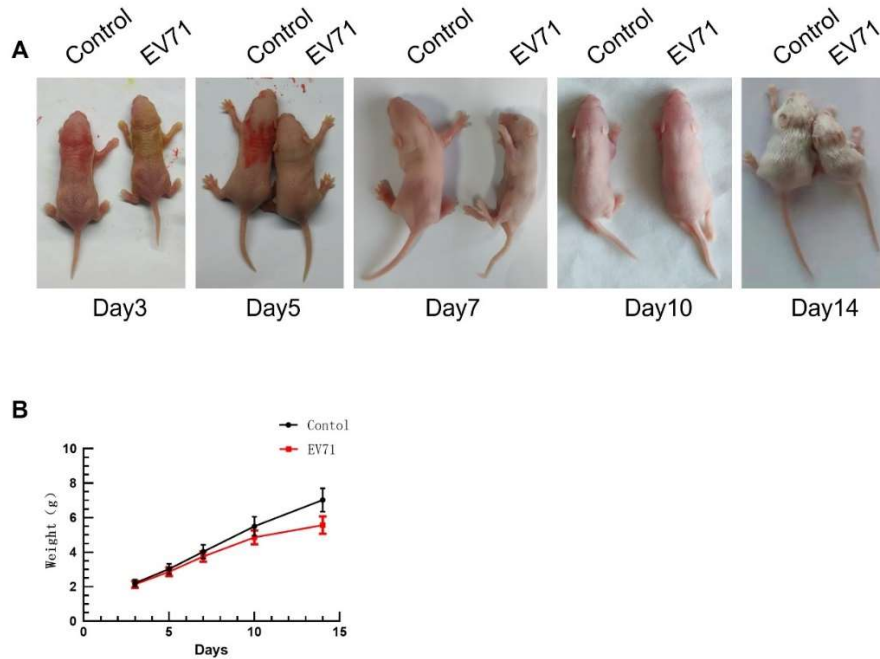 A
Control EV71 Control EV71 Control EV71 Control EV71 Control EV71
Day3 Day5 Day7 Day10 Day14
B
Contol
EV71
10
8
6
4
2
0
Weight (g)
0 5 10 15
Days